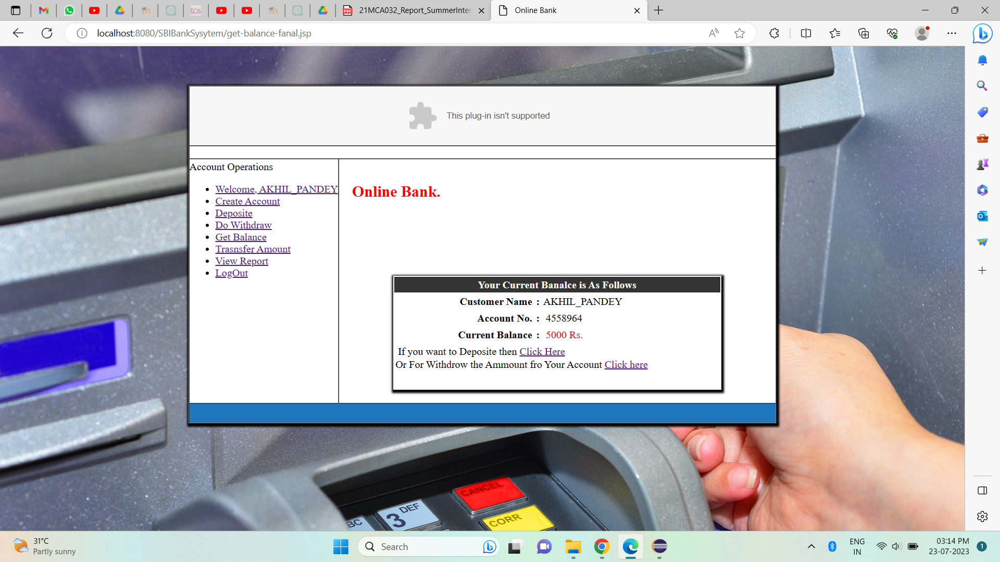 21MCA032_Report_SummerInter
Online Bank
localhost:8080/SBIBankSysytem/get-balance-fanal.jsp
This plug-in isn't supported
Account Operations
Welcome, AKHIL_PANDEY
Create Account
Deposite
Do Withdraw
Get Balance
Trasnsfer Amount
View Report
LogOut
Online Bank.
Your Current Banalce is As Follows
Customer Name : AKHIL_PANDEY
Account No. : 4558964
Current Balance : 5000 Rs.
If you want to Deposite then Click Here
Or For Withdrow the Ammount fro Your Account Click here
CANCEL
3 DEF
BC
CORR
31°C
Partly sunny
Search
ENG
IN
03:14 PM
23-07-2023
1